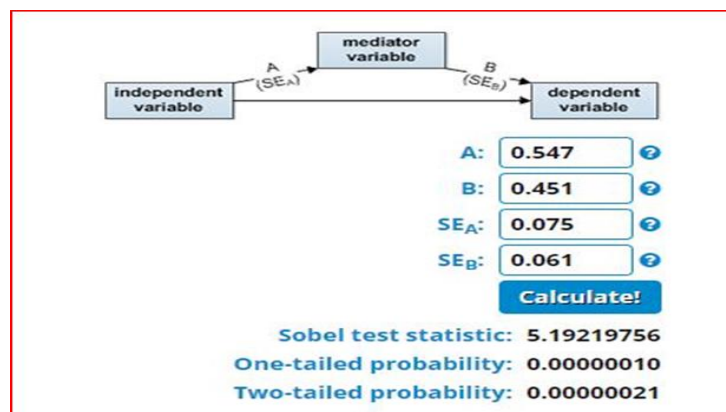 mediator
variable
A
(SEA)
B
(SEB)
independent
variable
dependent
variable
A: 0.547 ?
B: 0.451 ?
SEA: 0.075 ?
SEB: 0.061 ?
Calculate!
Sobel test statistic: 5.19219756
One-tailed probability: 0.00000010
Two-tailed probability: 0.00000021